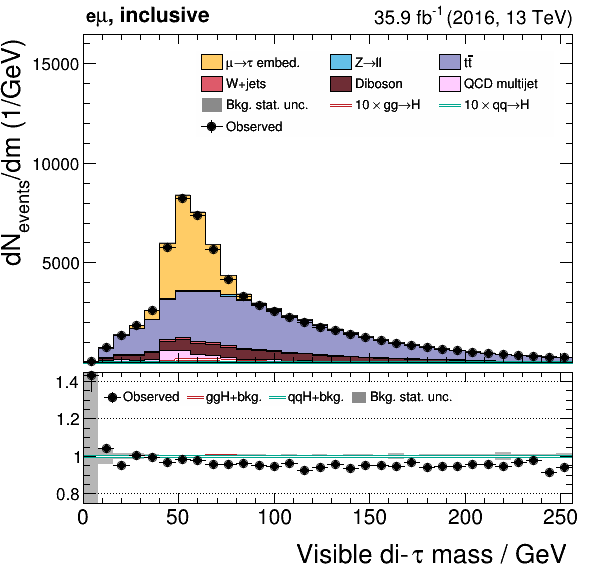 eμ, inclusive 35.9 fb⁻¹ (2016, 13 TeV)
dN_events/dm (1/GeV)
15000
10000
5000
μ→τ embed. Z→ll tt̄
W+jets Diboson QCD multijet
Bkg. stat. unc. 10 × gg→H 10 × qq→H
Observed
1.4
1.2
1
0.8
Observed ggH+bkg. qqH+bkg. Bkg. stat. unc.
0 50 100 150 200 250
Visible di-τ mass / GeV